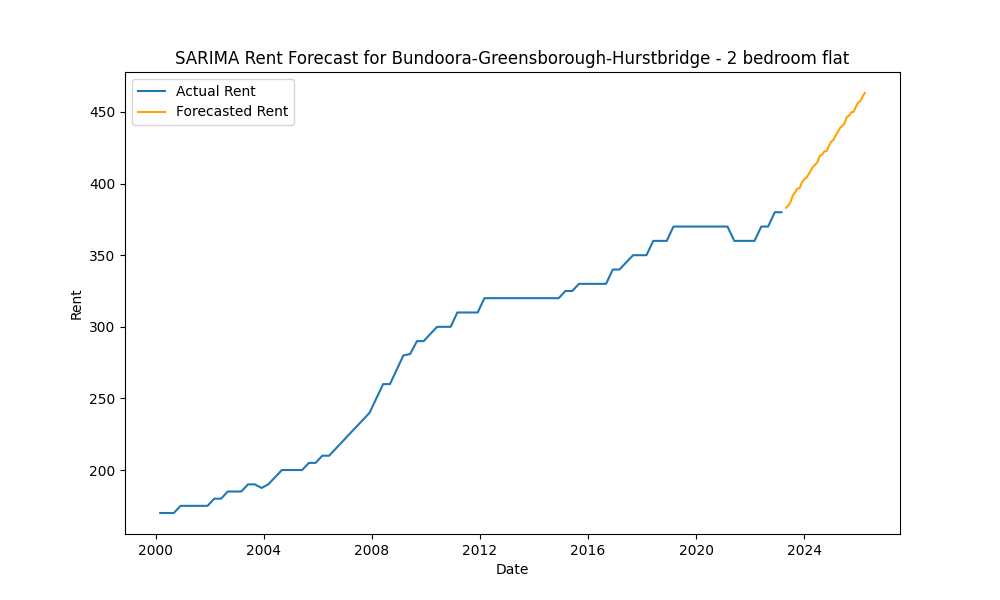 SARIMA Rent Forecast for Bundoora-Greensborough-Hurstbridge - 2 bedroom flat
Actual Rent
Forecasted Rent
450
400
350
300
250
200
Rent
2000 2004 2008 2012 2016 2020 2024
Date